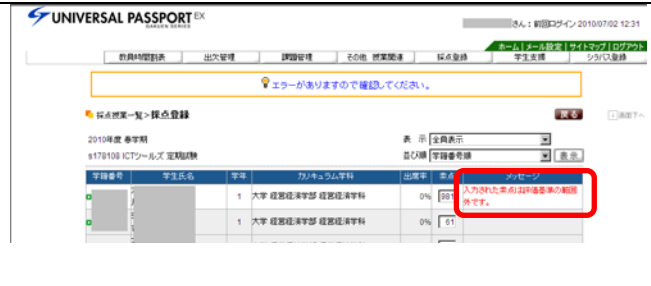 UNIVERSAL PASSPORT EX
GAKUEN SERIES
さん：前回ログイン 2010/07/02 12:31
ホーム | メール設定 | サイトマップ | ログアウト
教員時間割表 出欠管理 課題管理 その他 授業関連 採点登録 学生支援 シラバス登録
エラーがありますので確認してください。
採点授業一覧＞採点登録
戻る
画面下へ
2010年度 春学期
表 示 全員表示
s178108 ICTツールズ 定期試験
並び順 学籍番号順 表 示
学籍番号 学生氏名 学年 カリキュラム学科 出席率 素点 メッセージ
1 大学 経営経済学部 経営経済学科 0% 981 入力された素点は評価基準の範囲外です。
1 大学 経営経済学部 経営経済学科 0% 61